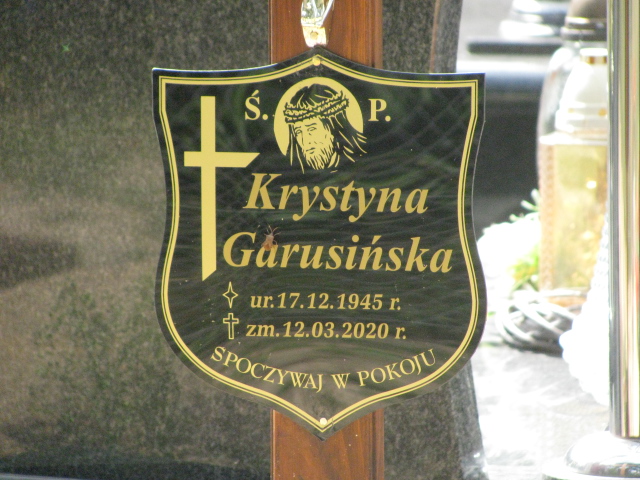 Ś. P.
Krystyna
Garusińska
ur.17.12.1945 r.
zm.12.03.2020 r.
SPOCZYWAJ W POKOJU